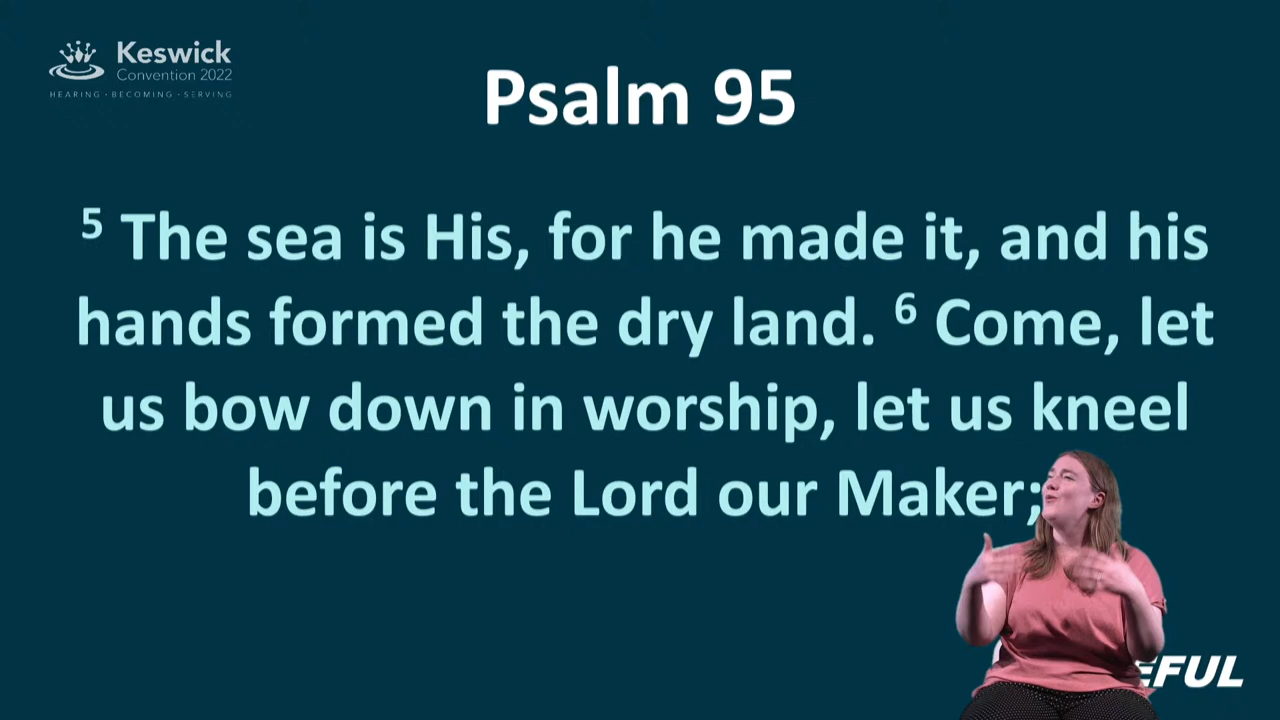 Keswick
Convention 2022
HEARING · BECOMING · SERVING
Psalm 95
5 The sea is His, for he made it, and his
hands formed the dry land. 6 Come, let
us bow down in worship, let us kneel
before the Lord our Maker;
EFUL